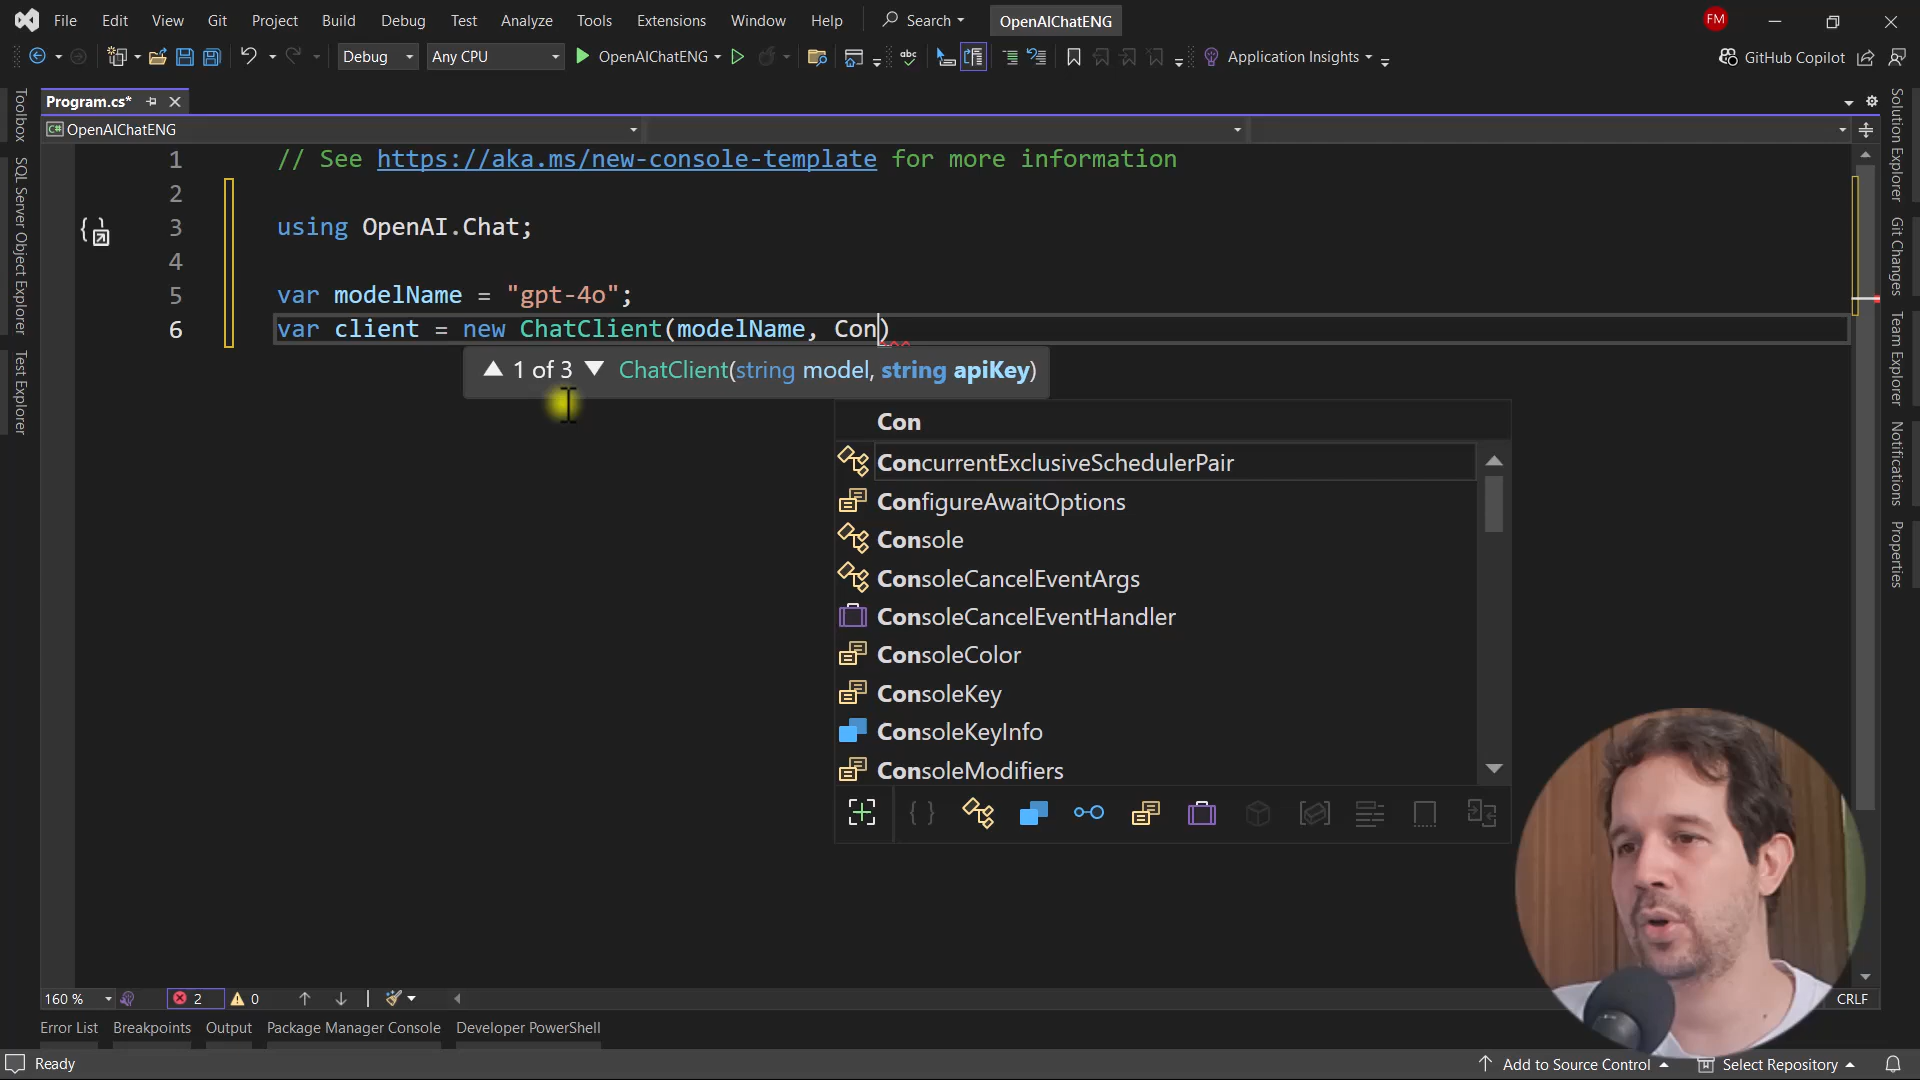 File Edit View Git Project Build Debug Test Analyze Tools Extensions Window Help Search OpenAIChatENG FM
Debug Any CPU OpenAIChatENG abc Application Insights GitHub Copilot
Program.cs*
OpenAIChatENG
1 // See https://aka.ms/new-console-template for more information
2
3 using OpenAI.Chat;
4
5 var modelName = "gpt-4o";
6 var client = new ChatClient(modelName, Con)
1 of 3 ChatClient(string model, string apiKey)
Con
ConcurrentExclusiveSchedulerPair
ConfigureAwaitOptions
Console
ConsoleCancelEventArgs
ConsoleCancelEventHandler
ConsoleColor
ConsoleKey
ConsoleKeyInfo
ConsoleModifiers
Toolbox
SQL Server Object Explorer
Test Explorer
Solution Explorer
Git Changes
Team Explorer
Notifications
Properties
160 % 2 0 CRLF
Error List Breakpoints Output Package Manager Console Developer PowerShell
Ready Add to Source Control Select Repository